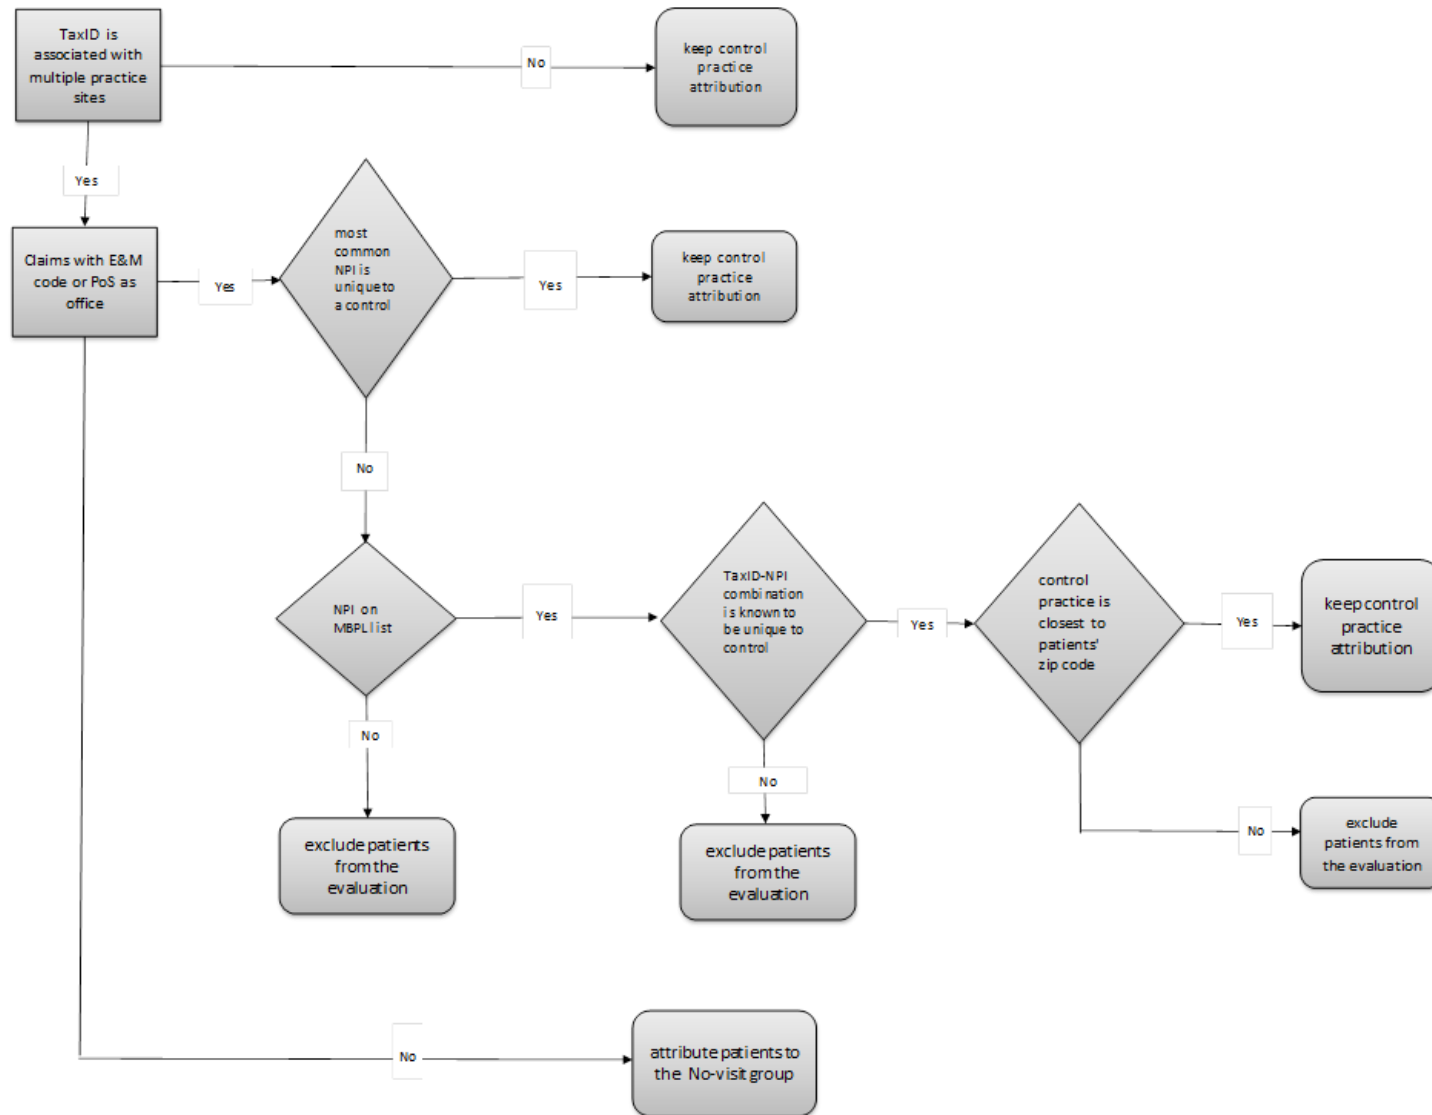 TaxID is
associated with
multiple practice
sites
No
keep control
practice
attribution
Yes
Claims with E&M
code or PoS as
office
Yes
most
common
NPI is
unique to
a control
Yes
keep control
practice
attribution
No
NPI on
MBPL list
Yes
TaxID-NPI
combination
is known to
be unique to
control
Yes
control
practice is
closest to
patients'
zip code
Yes
keep control
practice
attribution
No
exclude patients
from the
evaluation
No
exclude patients
from the
evaluation
No
exclude
patients from
the evaluation
No
attribute patients to
the No-visit group